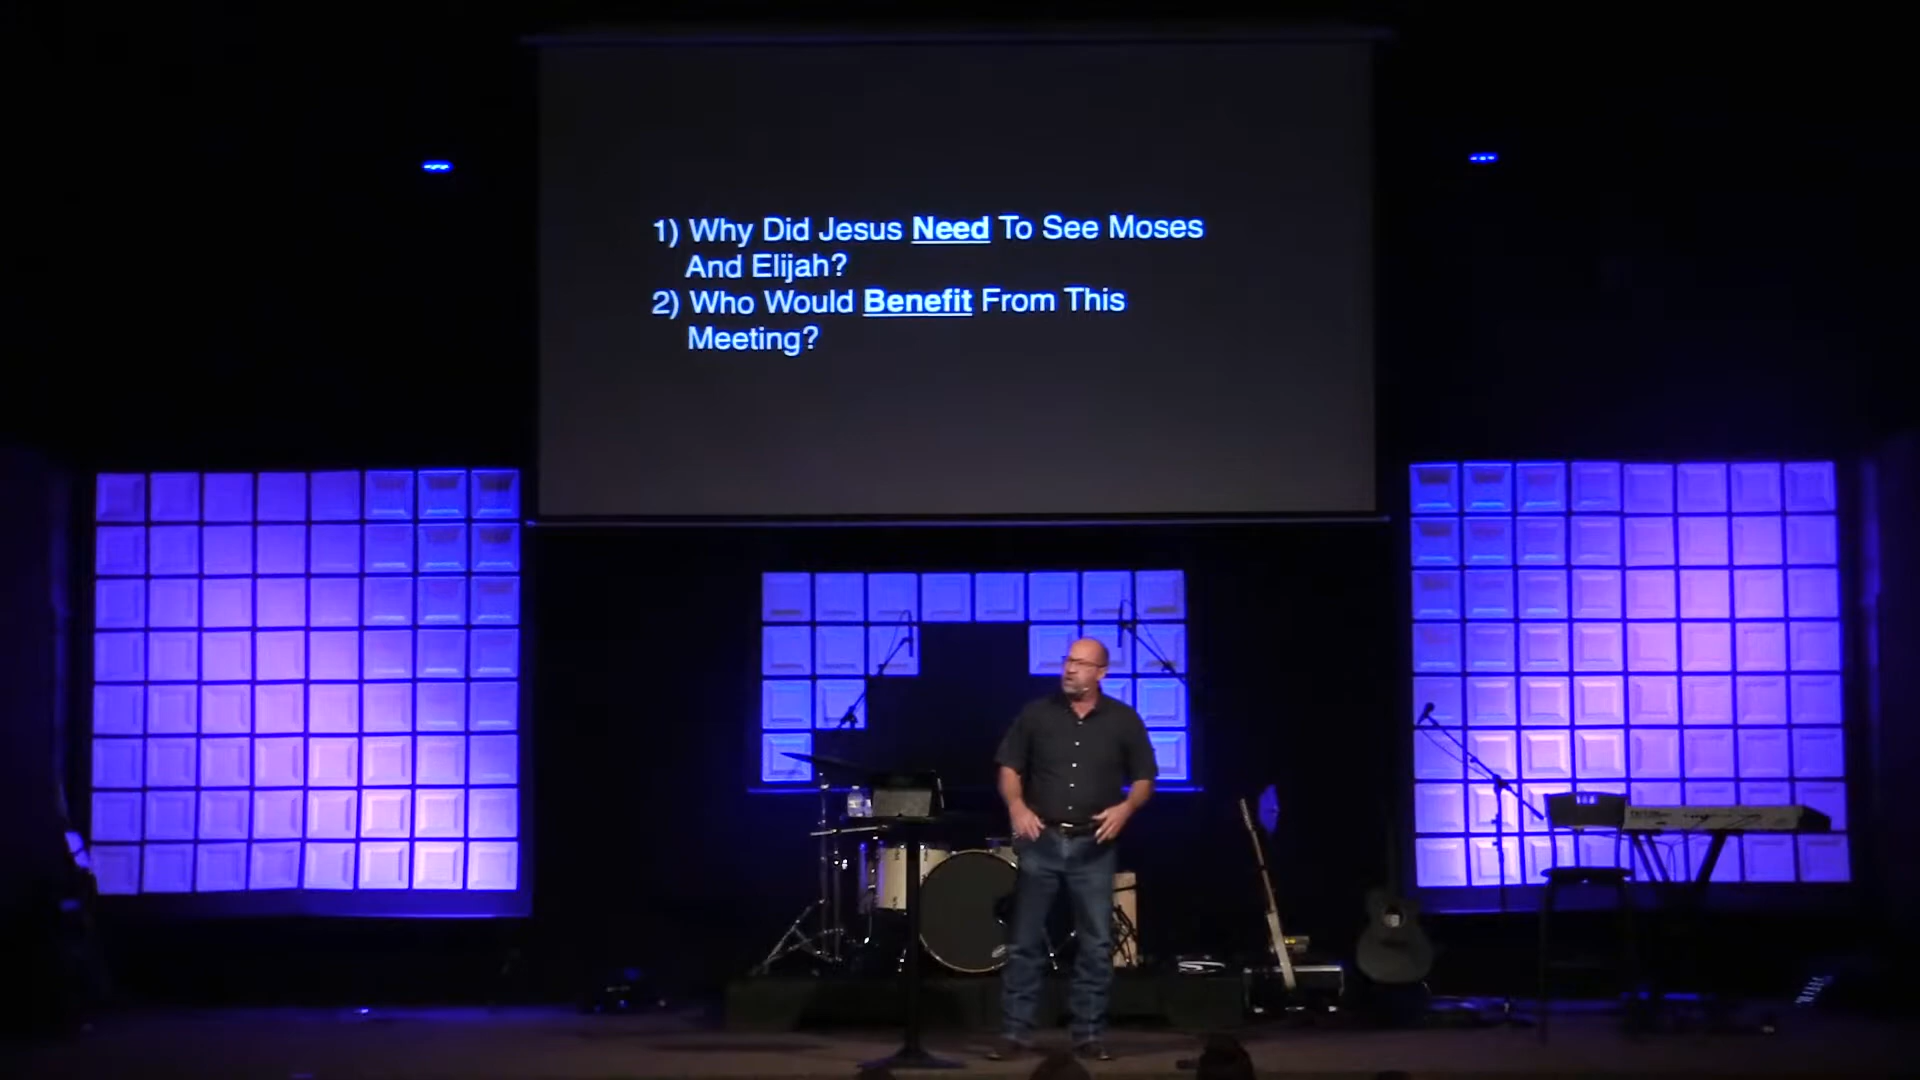 1) Why Did Jesus Need To See Moses
And Elijah?
2) Who Would Benefit From This
Meeting?